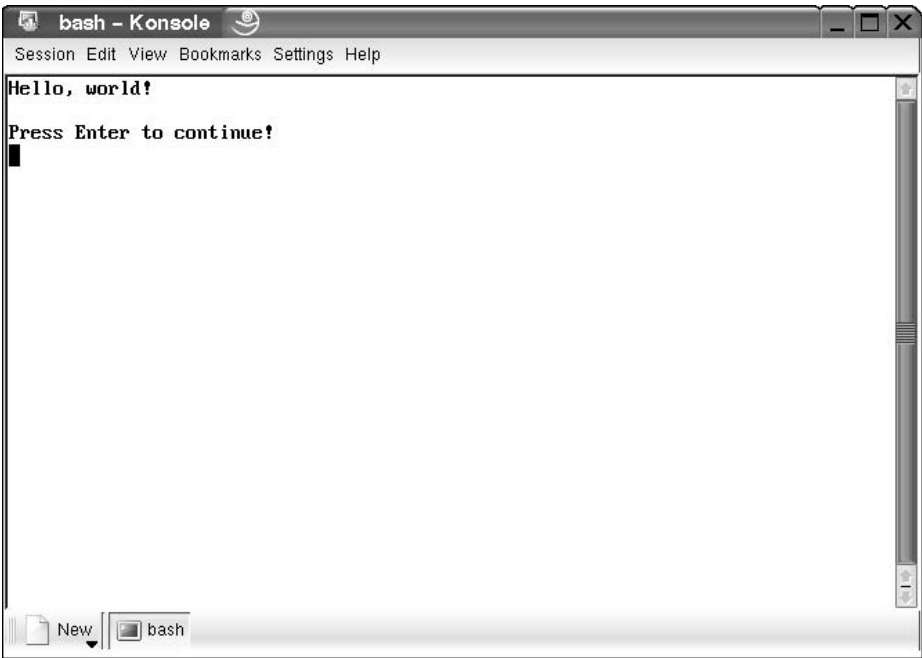 bash – Konsole
Session Edit View Bookmarks Settings Help
Hello, world!
Press Enter to continue!
New bash